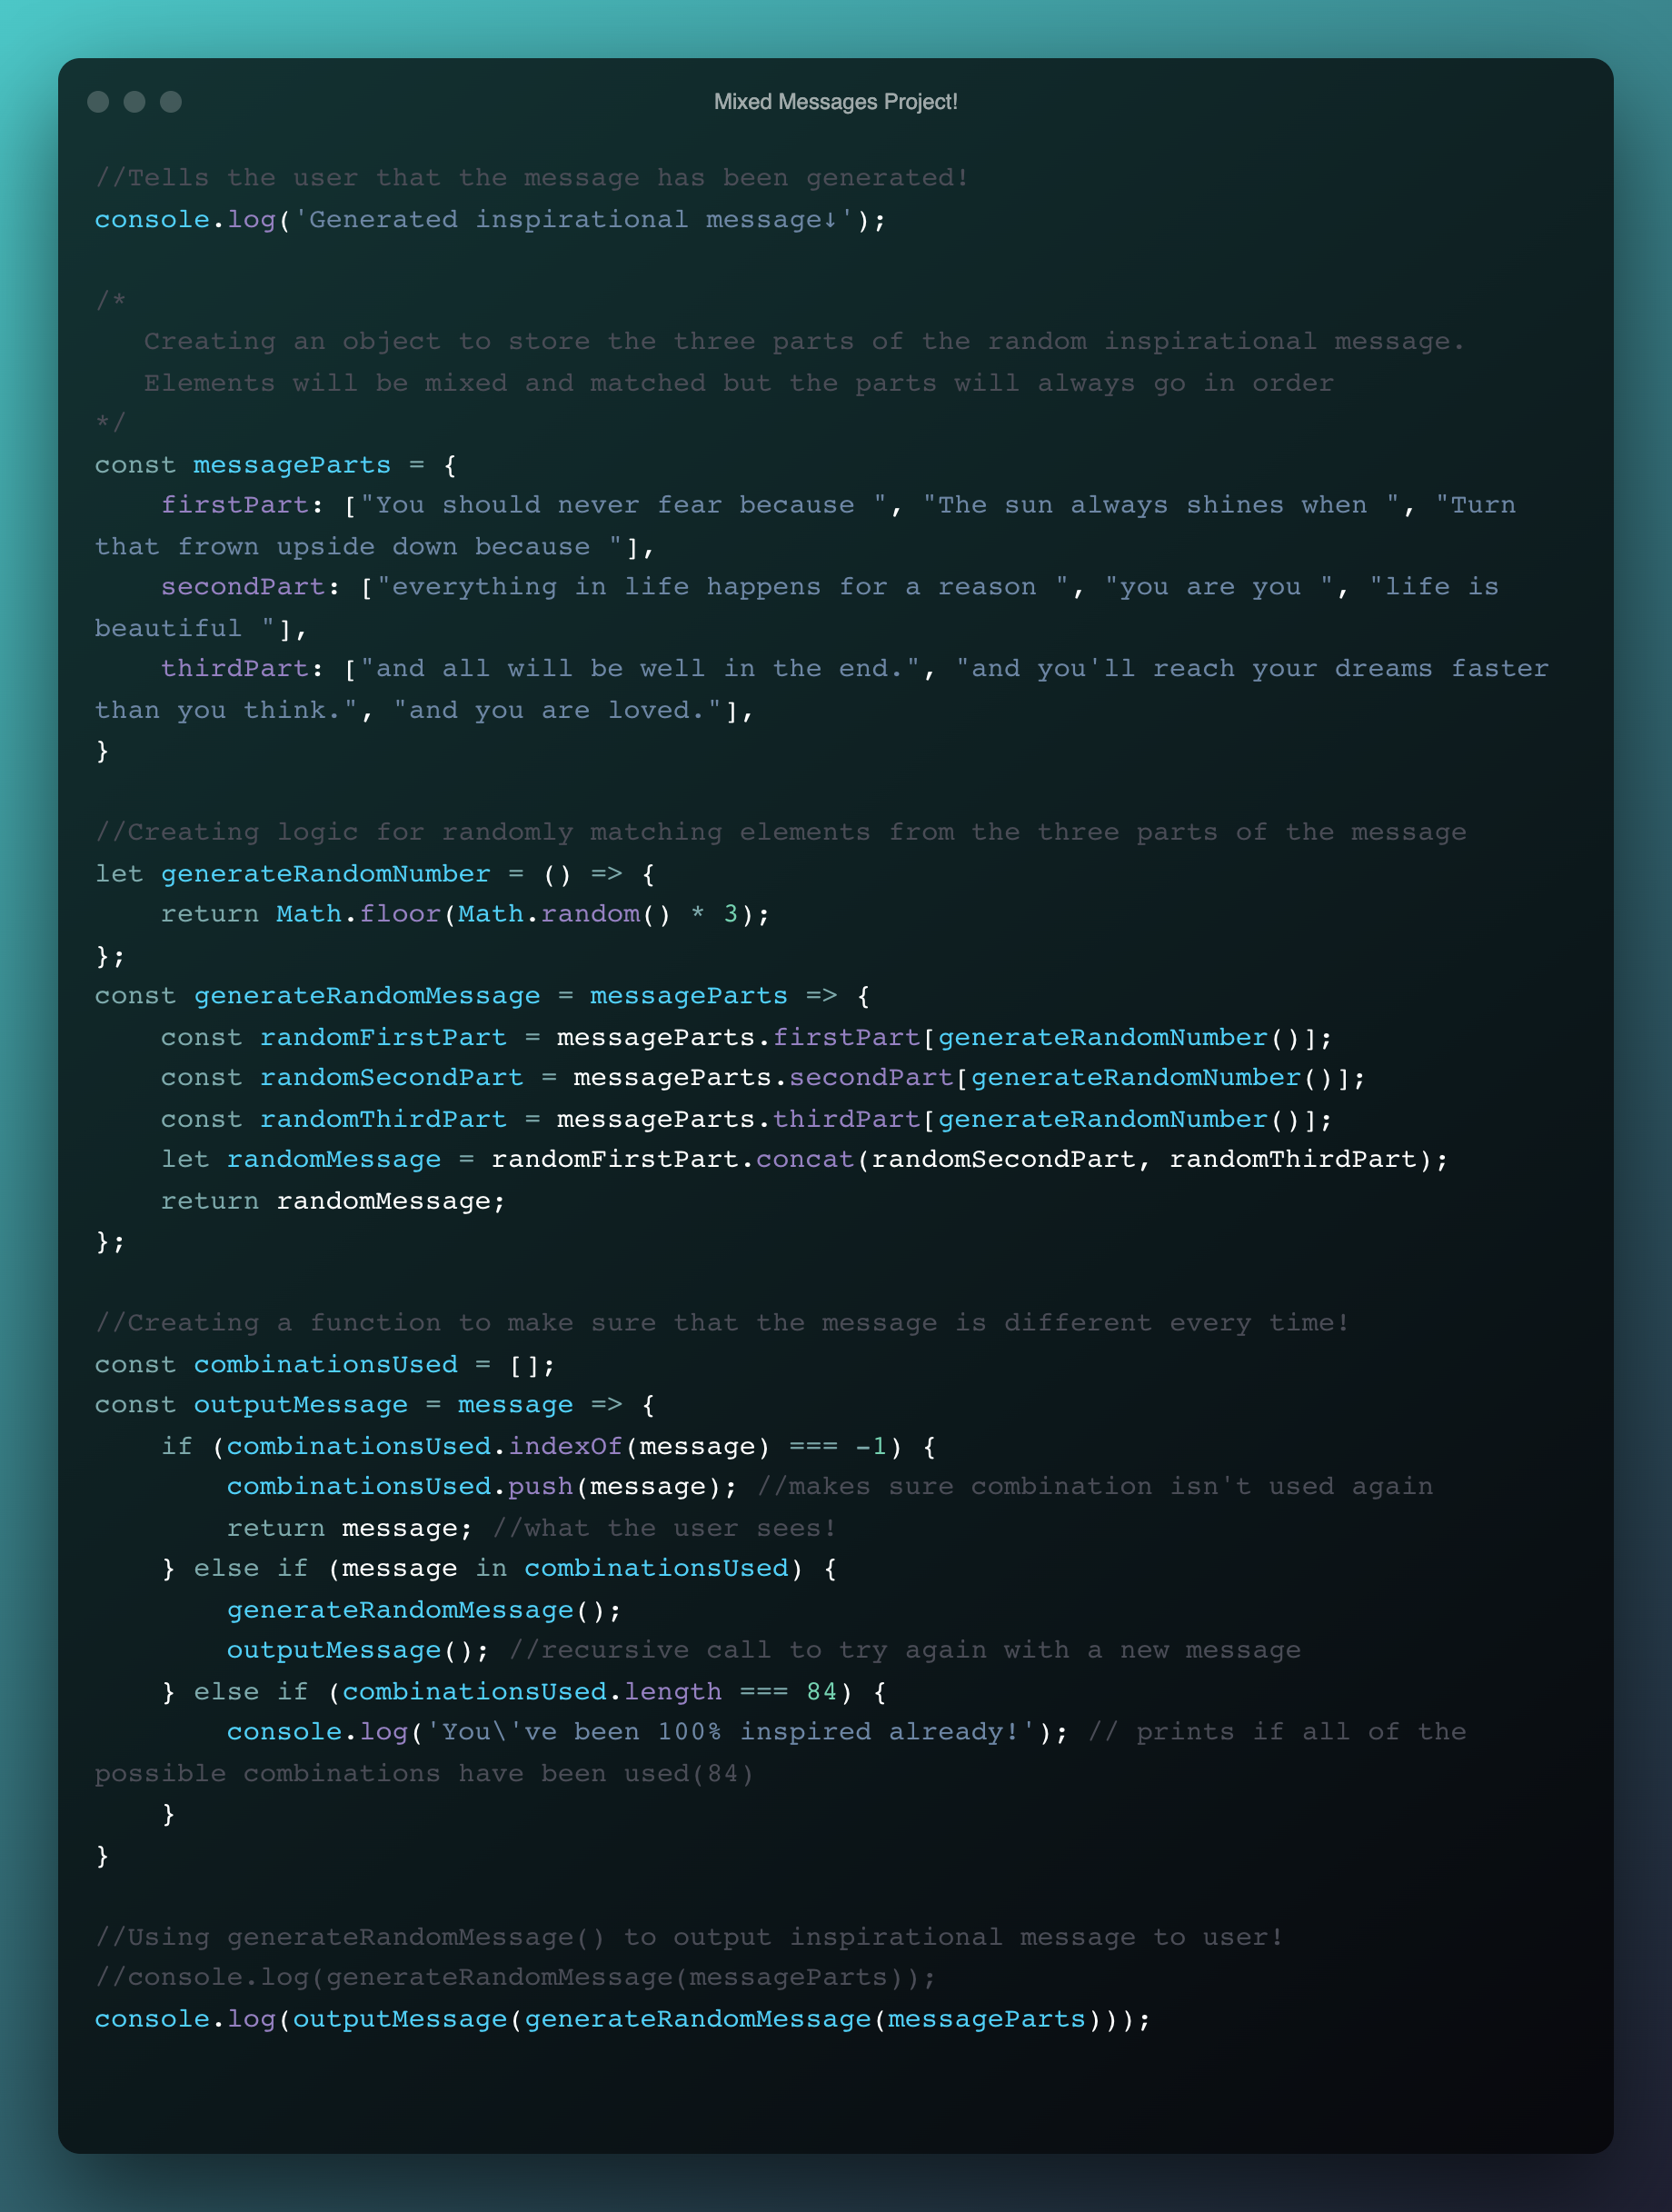 Mixed Messages Project!
//Tells the user that the message has been generated!
console.log('Generated inspirational message↓');
/*
   Creating an object to store the three parts of the random inspirational message.
   Elements will be mixed and matched but the parts will always go in order
*/
const messageParts = {
    firstPart: ["You should never fear because ", "The sun always shines when ", "Turn
that frown upside down because "],
    secondPart: ["everything in life happens for a reason ", "you are you ", "life is
beautiful "],
    thirdPart: ["and all will be well in the end.", "and you'll reach your dreams faster
than you think.", "and you are loved."],
}
//Creating logic for randomly matching elements from the three parts of the message
let generateRandomNumber = () => {
    return Math.floor(Math.random() * 3);
};
const generateRandomMessage = messageParts => {
    const randomFirstPart = messageParts.firstPart[generateRandomNumber()];
    const randomSecondPart = messageParts.secondPart[generateRandomNumber()];
    const randomThirdPart = messageParts.thirdPart[generateRandomNumber()];
    let randomMessage = randomFirstPart.concat(randomSecondPart, randomThirdPart);
    return randomMessage;
};
//Creating a function to make sure that the message is different every time!
const combinationsUsed = [];
const outputMessage = message => {
    if (combinationsUsed.indexOf(message) === -1) {
        combinationsUsed.push(message); //makes sure combination isn't used again
        return message; //what the user sees!
    } else if (message in combinationsUsed) {
        generateRandomMessage();
        outputMessage(); //recursive call to try again with a new message
    } else if (combinationsUsed.length === 84) {
        console.log('You\'ve been 100% inspired already!'); // prints if all of the
possible combinations have been used(84)
    }
}
//Using generateRandomMessage() to output inspirational message to user!
//console.log(generateRandomMessage(messageParts));
console.log(outputMessage(generateRandomMessage(messageParts)));